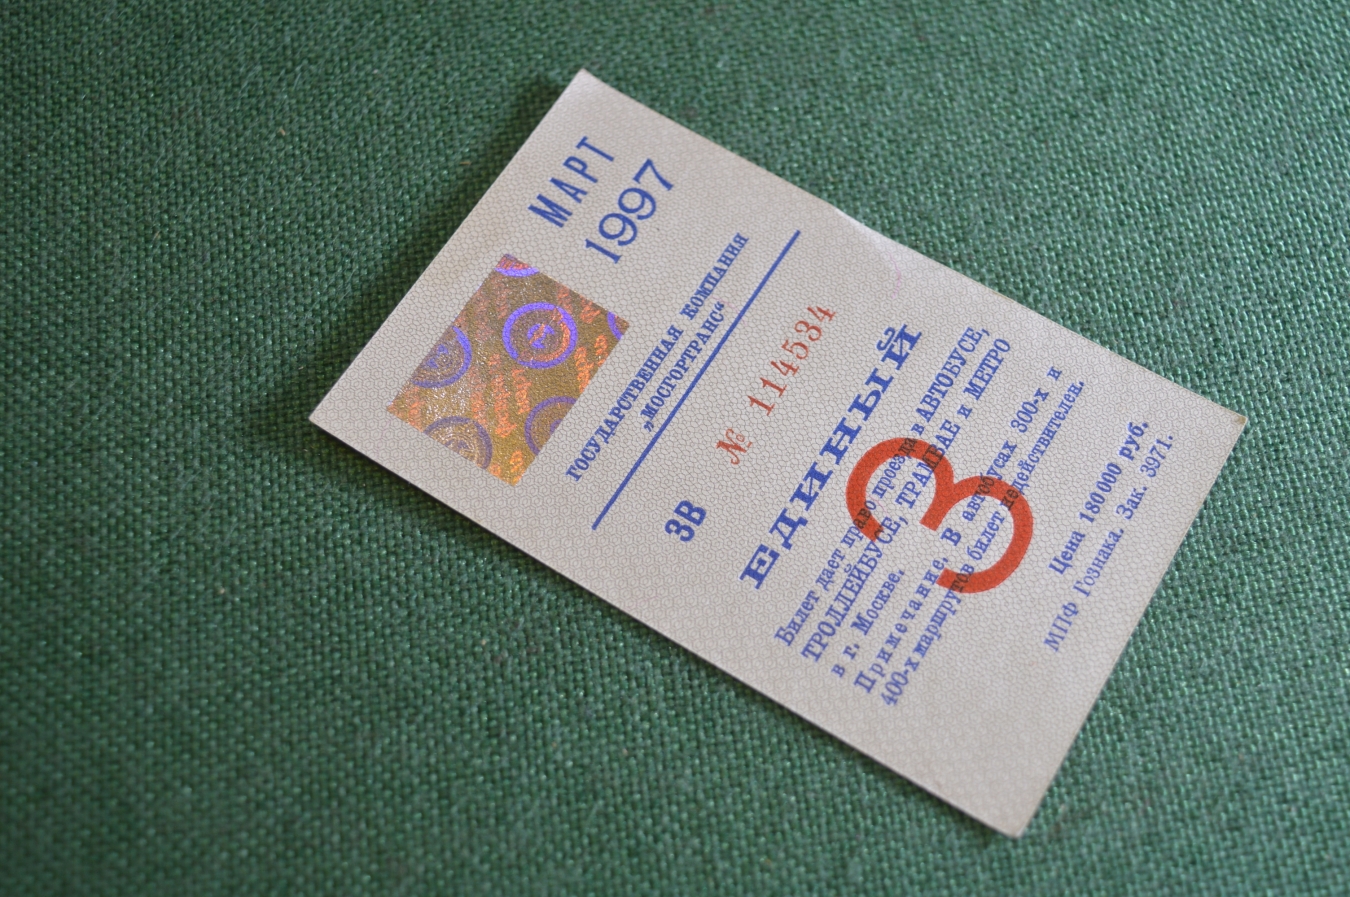 МАРТ
1997
ГОСУДАРСТВЕННАЯ КОМПАНИЯ
„МОСГОРТРАНС“
ЗВ
№ 114534
ЕДИНЫЙ
3
Билет дает право проезда в АВТОБУСЕ,
ТРОЛЛЕЙБУСЕ, ТРАМВАЕ и МЕТРО
в г. Москве.
Примечание. В автобусах 300-х и
400-х маршрутов билет недействителен.
Цена 180 000 руб.
МПФ Гознака. Зак. 3971.